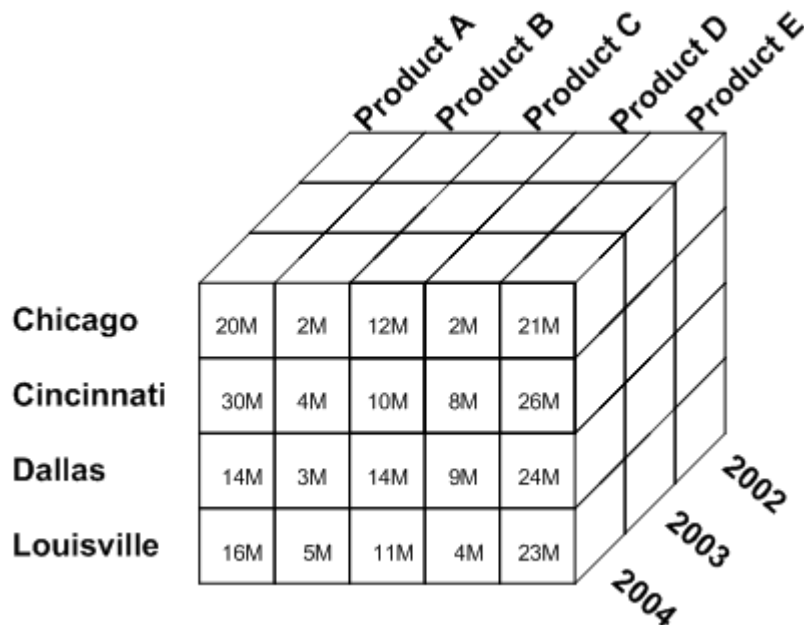 Product A
Product B
Product C
Product D
Product E
Chicago 20M 2M 12M 2M 21M
Cincinnati 30M 4M 10M 8M 26M
Dallas 14M 3M 14M 9M 24M
Louisville 16M 5M 11M 4M 23M
2002
2003
2004